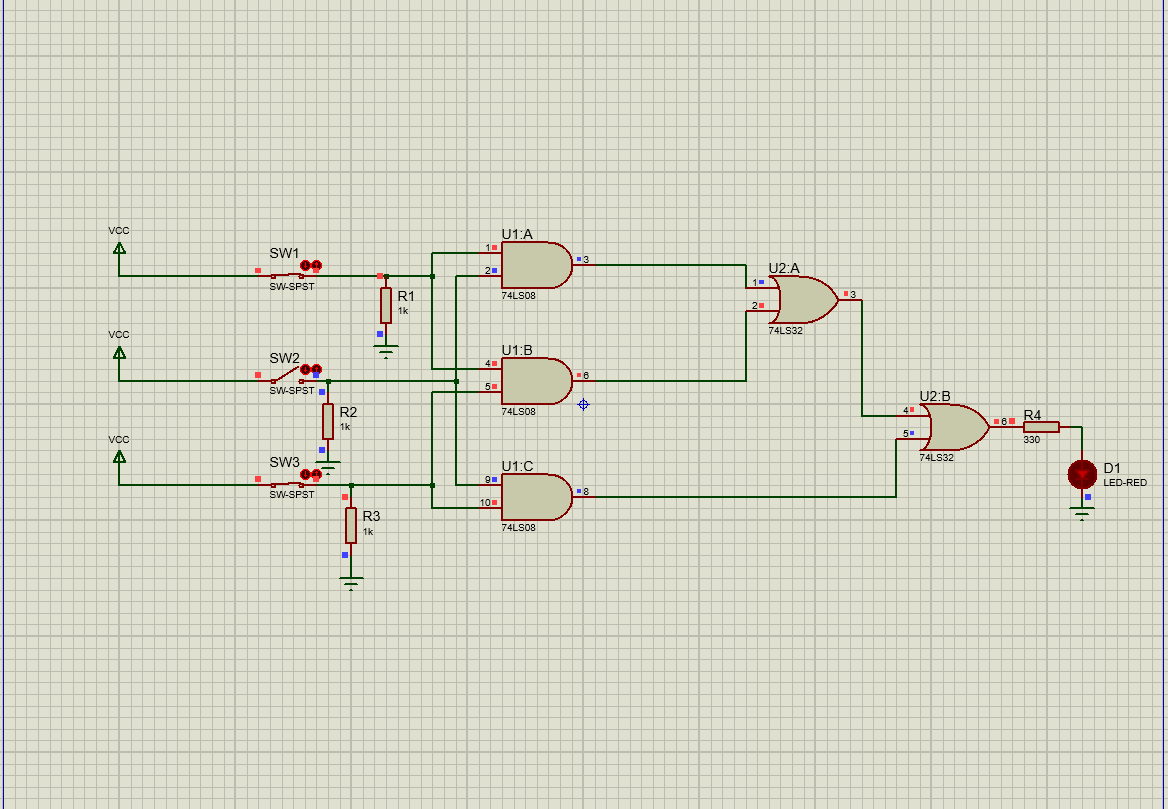 VCC
SW1
SW-SPST
R1
1k
VCC
SW2
SW-SPST
R2
1k
VCC
SW3
SW-SPST
R3
1k
U1:A
1
2
3
74LS08
U1:B
4
5
6
74LS08
U1:C
9
10
8
74LS08
U2:A
1
2
3
74LS32
U2:B
4
5
6
74LS32
R4
330
D1
LED-RED